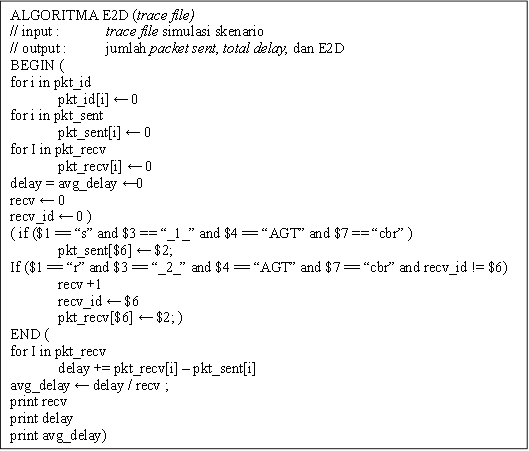 ALGORITMA E2D (trace file)
// input : trace file simulasi skenario
// output : jumlah packet sent, total delay, dan E2D
BEGIN (
for i in pkt_id
pkt_id[i] ← 0
for i in pkt_sent
pkt_sent[i] ← 0
for I in pkt_recv
pkt_recv[i] ← 0
delay = avg_delay ←0
recv ← 0
recv_id ← 0 )
( if ($1 == “s” and $3 == “_1_” and $4 == “AGT” and $7 == “cbr” )
pkt_sent[$6] ← $2;
If ($1 == “r” and $3 == “_2_” and $4 == “AGT” and $7 == “cbr” and recv_id != $6)
recv +1
recv_id ← $6
pkt_recv[$6] ← $2; )
END (
for I in pkt_recv
delay += pkt_recv[i] – pkt_sent[i]
avg_delay ← delay / recv ;
print recv
print delay
print avg_delay)